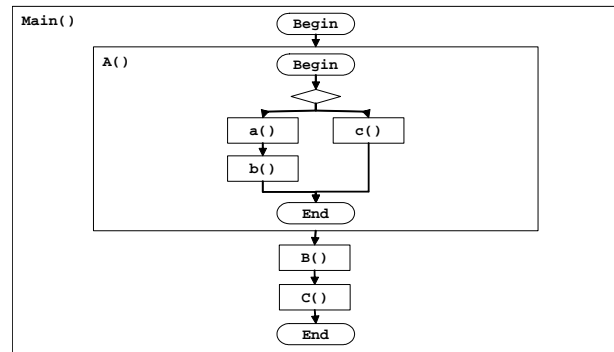 Main()
Begin
A()
Begin
a()
c()
b()
End
B()
C()
End